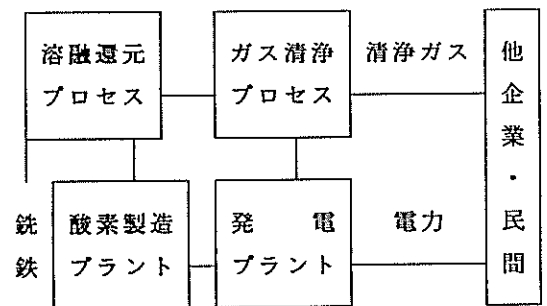 溶融還元
プロセス
ガス清浄
プロセス
清浄ガス
他企業・民間
銑鉄
酸素製造
プラント
発電
プラント
電力